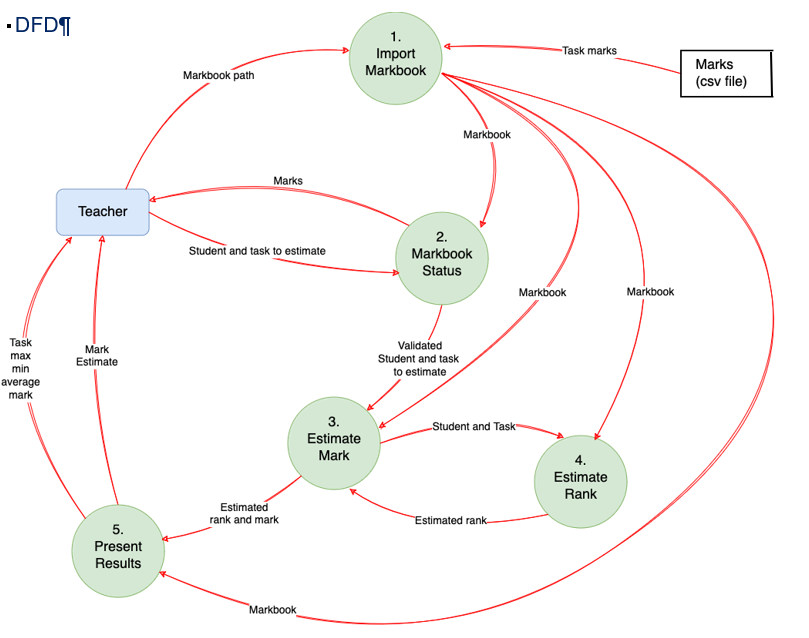 ▪ DFD¶
1.
Import
Markbook
Task marks
Marks
(csv file)
Markbook path
Markbook
Marks
Teacher
2.
Markbook
Status
Student and task to estimate
Markbook
Markbook
Validated
Student and task
to estimate
Task
max
min
average
mark
Mark
Estimate
3.
Estimate
Mark
Student and Task
4.
Estimate
Rank
Estimated
rank and mark
Estimated rank
5.
Present
Results
Markbook